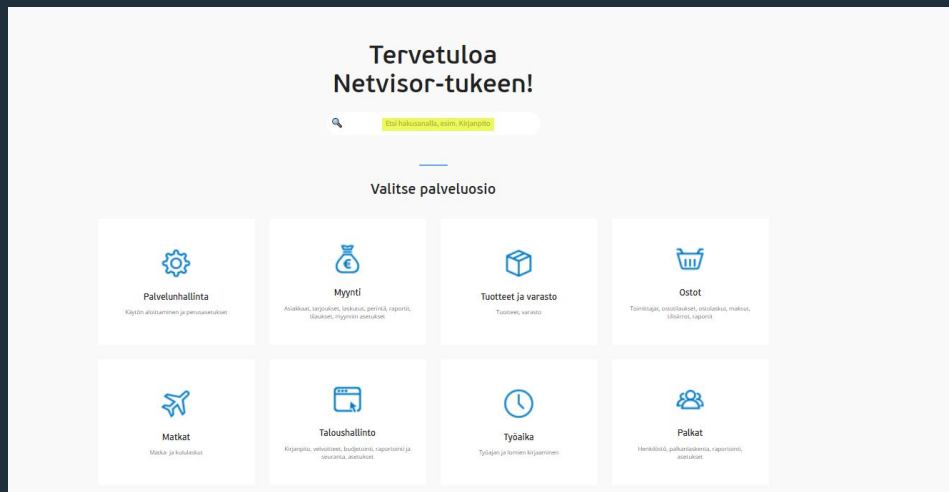 Tervetuloa
Netvisor-tukeen!
Etsi hakusanalla, esim. Kirjanpito
Valitse palveluosio
Palvelunhallinta
Käytön aloittaminen ja perusasetukset
Myynti
Asiakkaat, tarjoukset, laskutus, perintä, raportit,
tilaukset, myynnin asetukset
Tuotteet ja varasto
Tuotteet, varasto
Ostot
Toimittajat, ostotilaukset, ostolaskut, maksut,
tiliotteet, raportit
Matkat
Matka- ja kululaskut
Taloushallinto
Kirjanpito, velvoitteet, budjetointi, raportointi ja
seuranta, asetukset
Työaika
Työajan ja lomien kirjaaminen
Palkat
Henkilöstö, palkanlaskenta, raportointi,
asetukset